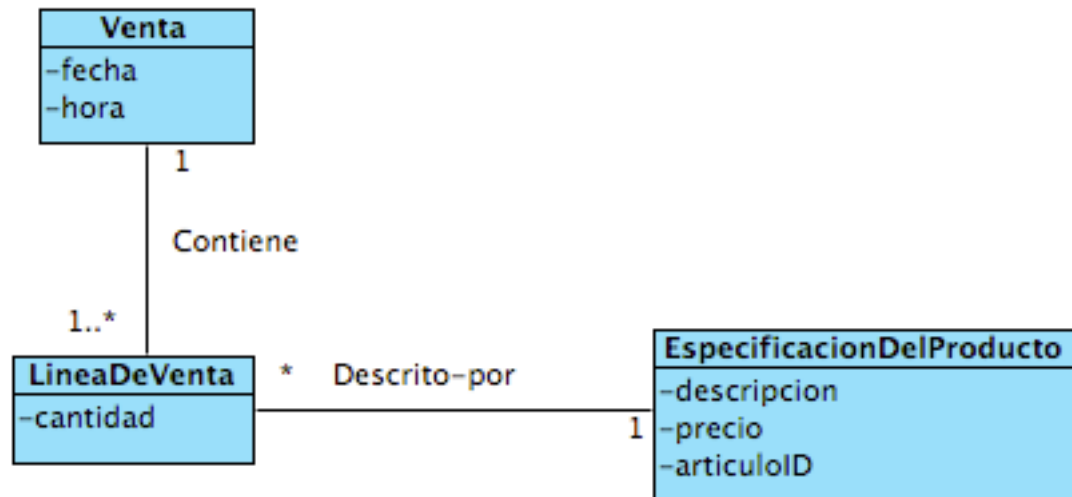 Venta
-fecha
-hora
1
Contiene
1..*
LineaDeVenta
-cantidad
* Descrito-por
1
EspecificacionDelProducto
-descripcion
-precio
-articuloID